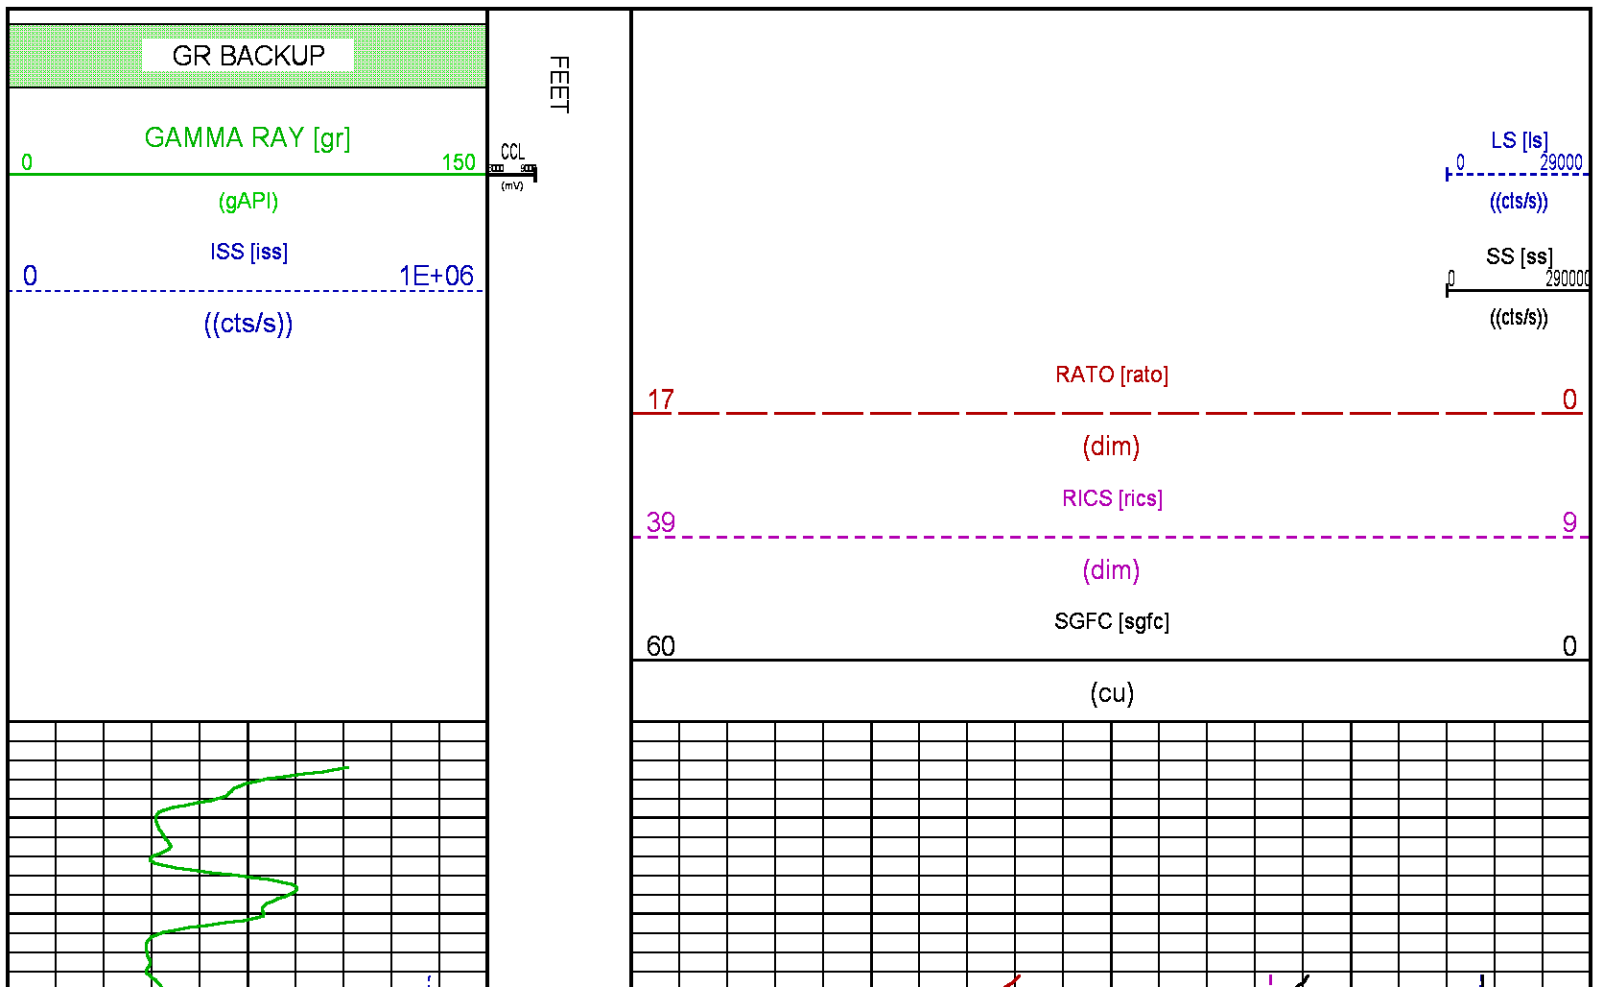 GR BACKUP
GAMMA RAY [gr]
0 150
(gAPI)
ISS [iss]
0 1E+06
((cts/s))
FEET
CCL
(mV)
LS [ls]
0 29000
((cts/s))
SS [ss]
0 290000
((cts/s))
RATO [rato]
17 0
(dim)
RICS [rics]
39 9
(dim)
SGFC [sgfc]
60 0
(cu)